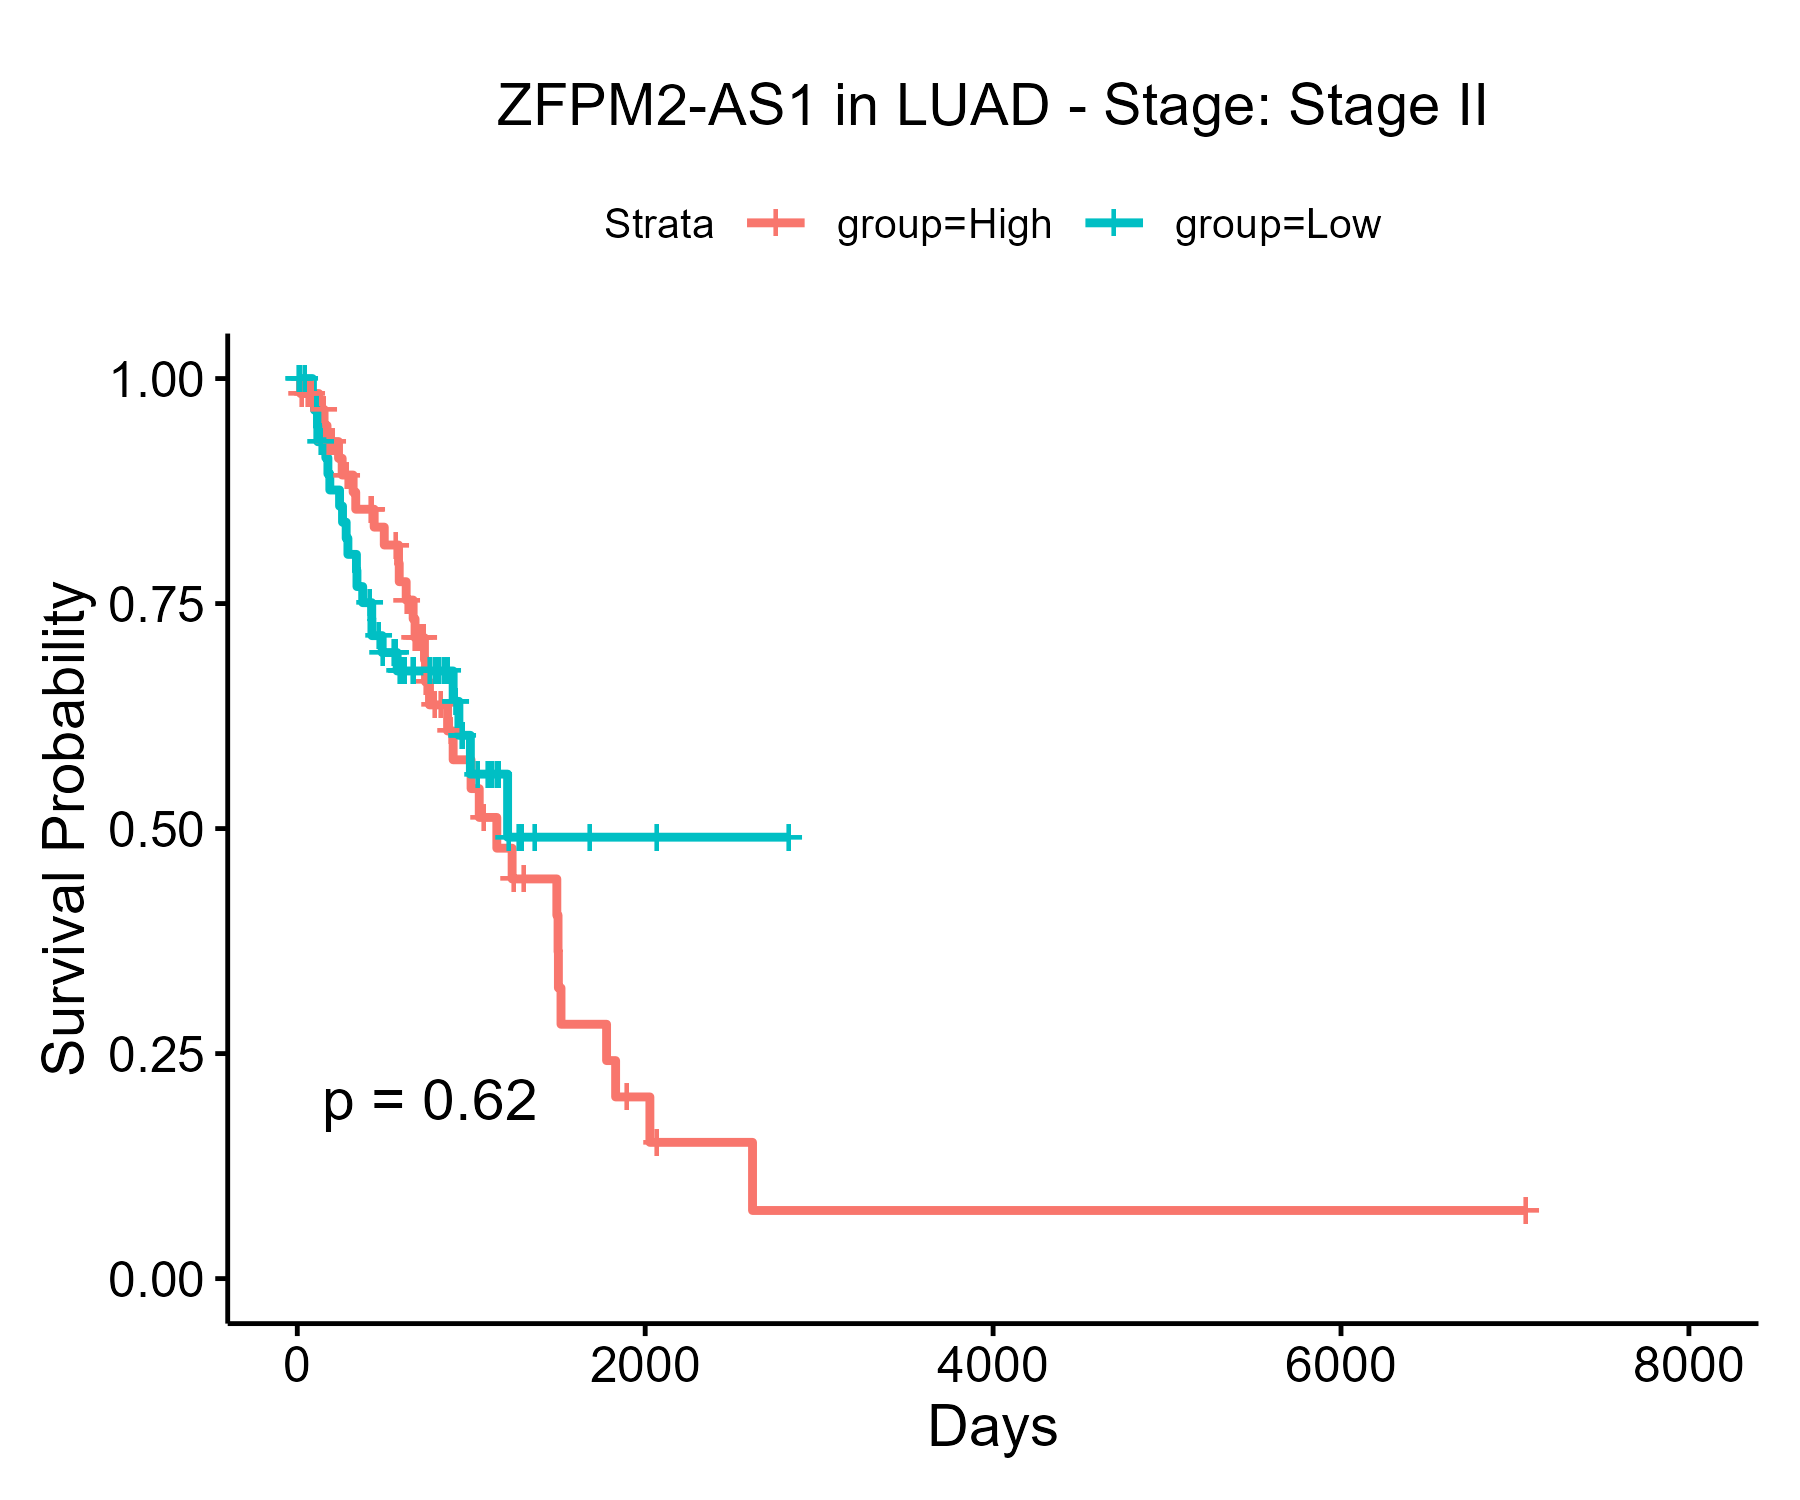 ZFPM2-AS1 in LUAD - Stage: Stage II
Strata group=High group=Low
Survival Probability
1.00
0.75
0.50
0.25
0.00
p = 0.62
0 2000 4000 6000 8000
Days